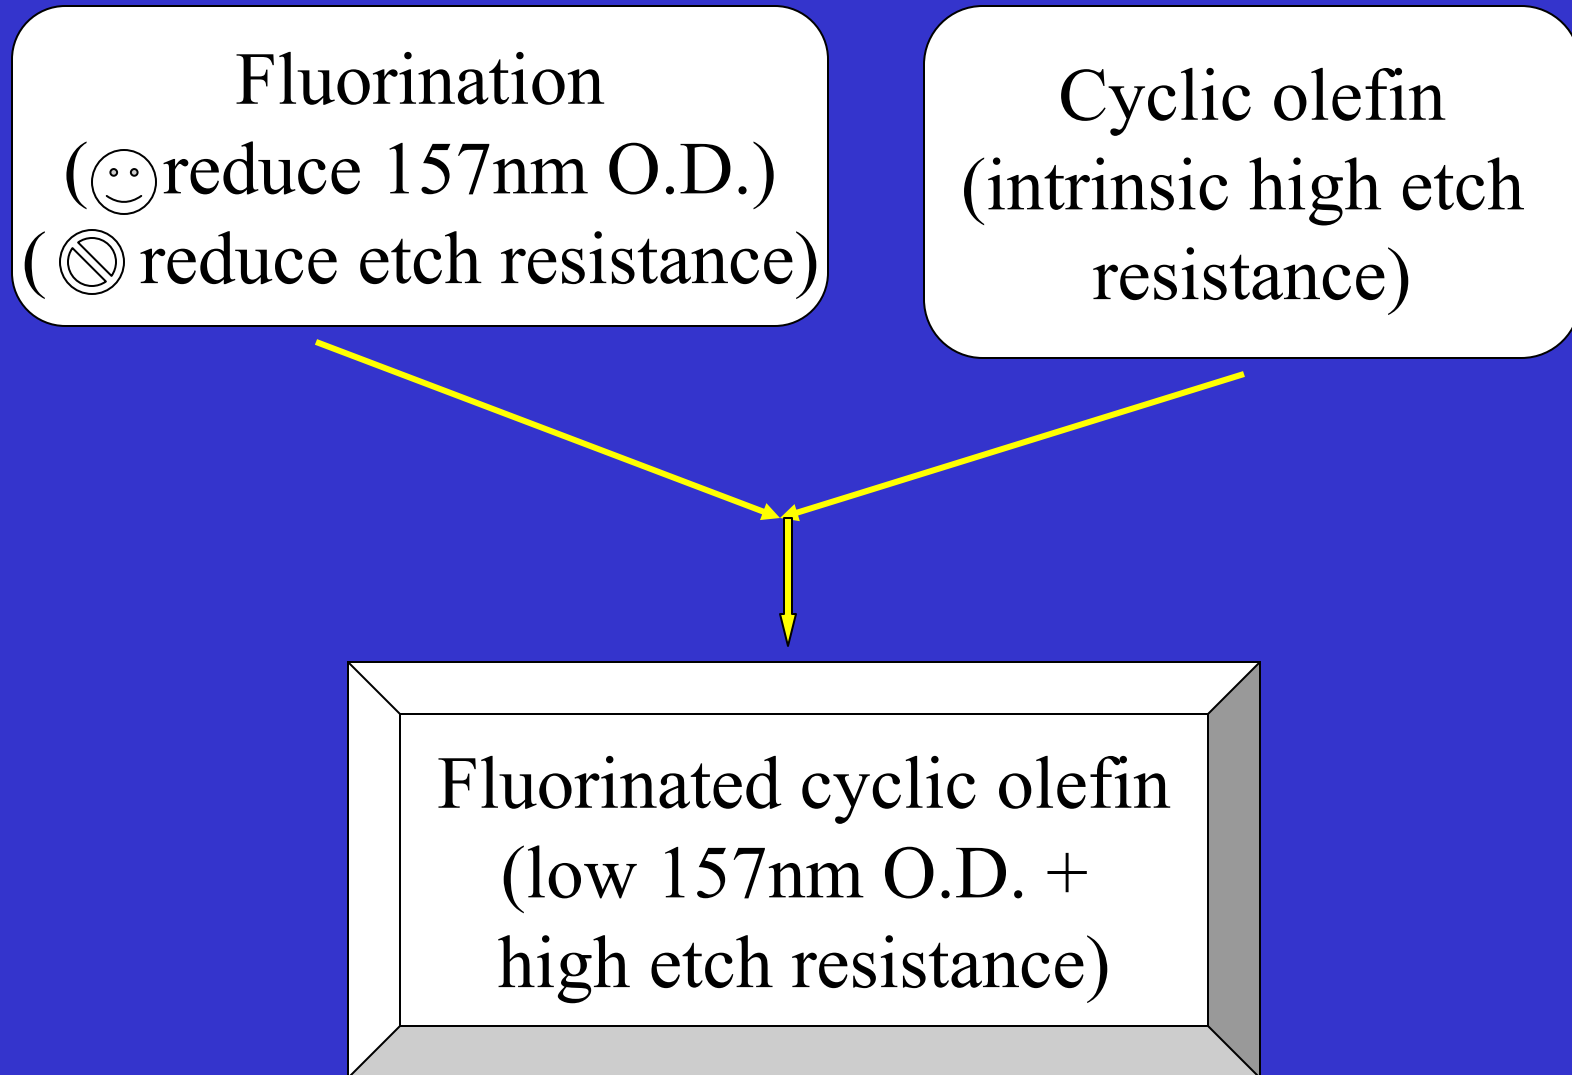 Fluorination
(reduce 157nm O.D.)
( reduce etch resistance)
Cyclic olefin
(intrinsic high etch
resistance)
Fluorinated cyclic olefin
(low 157nm O.D. +
high etch resistance)